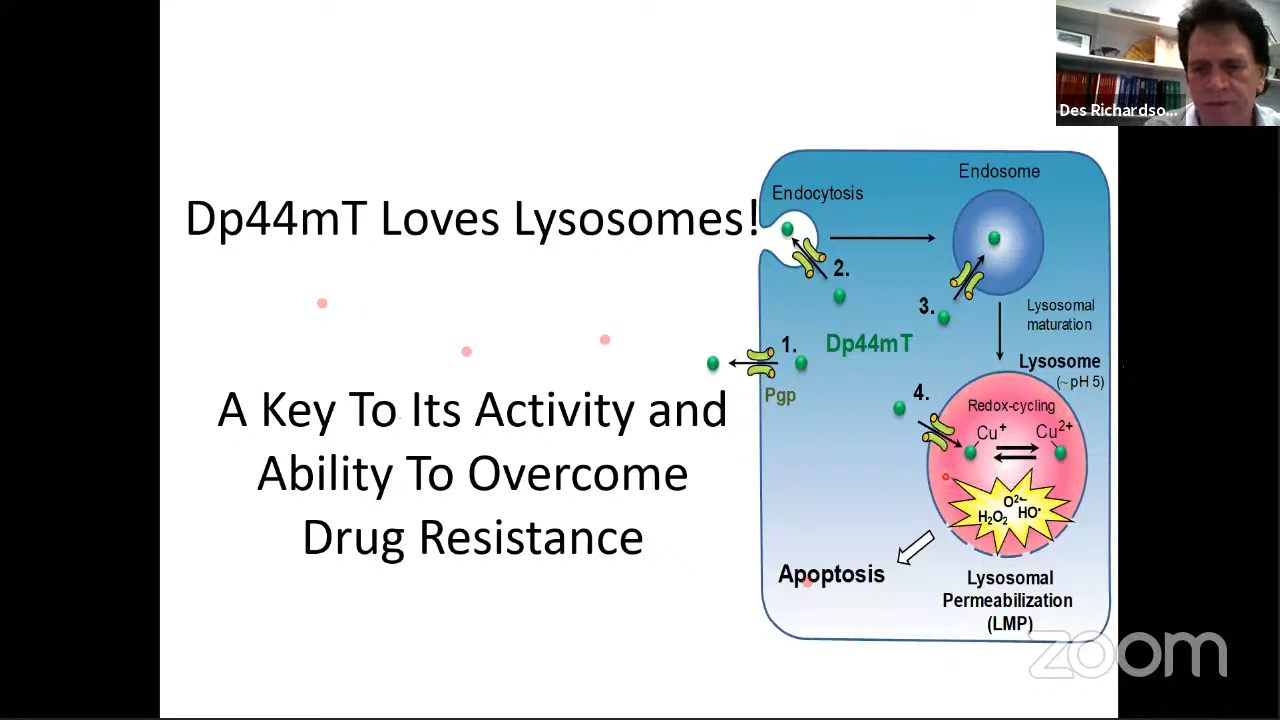 Des Richardso...
Dp44mT Loves Lysosomes!
A Key To Its Activity and
Ability To Overcome
Drug Resistance
Endocytosis
Endosome
2.
3.
Lysosomal
maturation
Dp44mT
1.
Pgp
Lysosome
(~pH 5)
4.
Redox-cycling
Cu+
Cu2+
O2•–
H2O2
HO•
Apoptosis
Lysosomal
Permeabilization
(LMP)
zoom